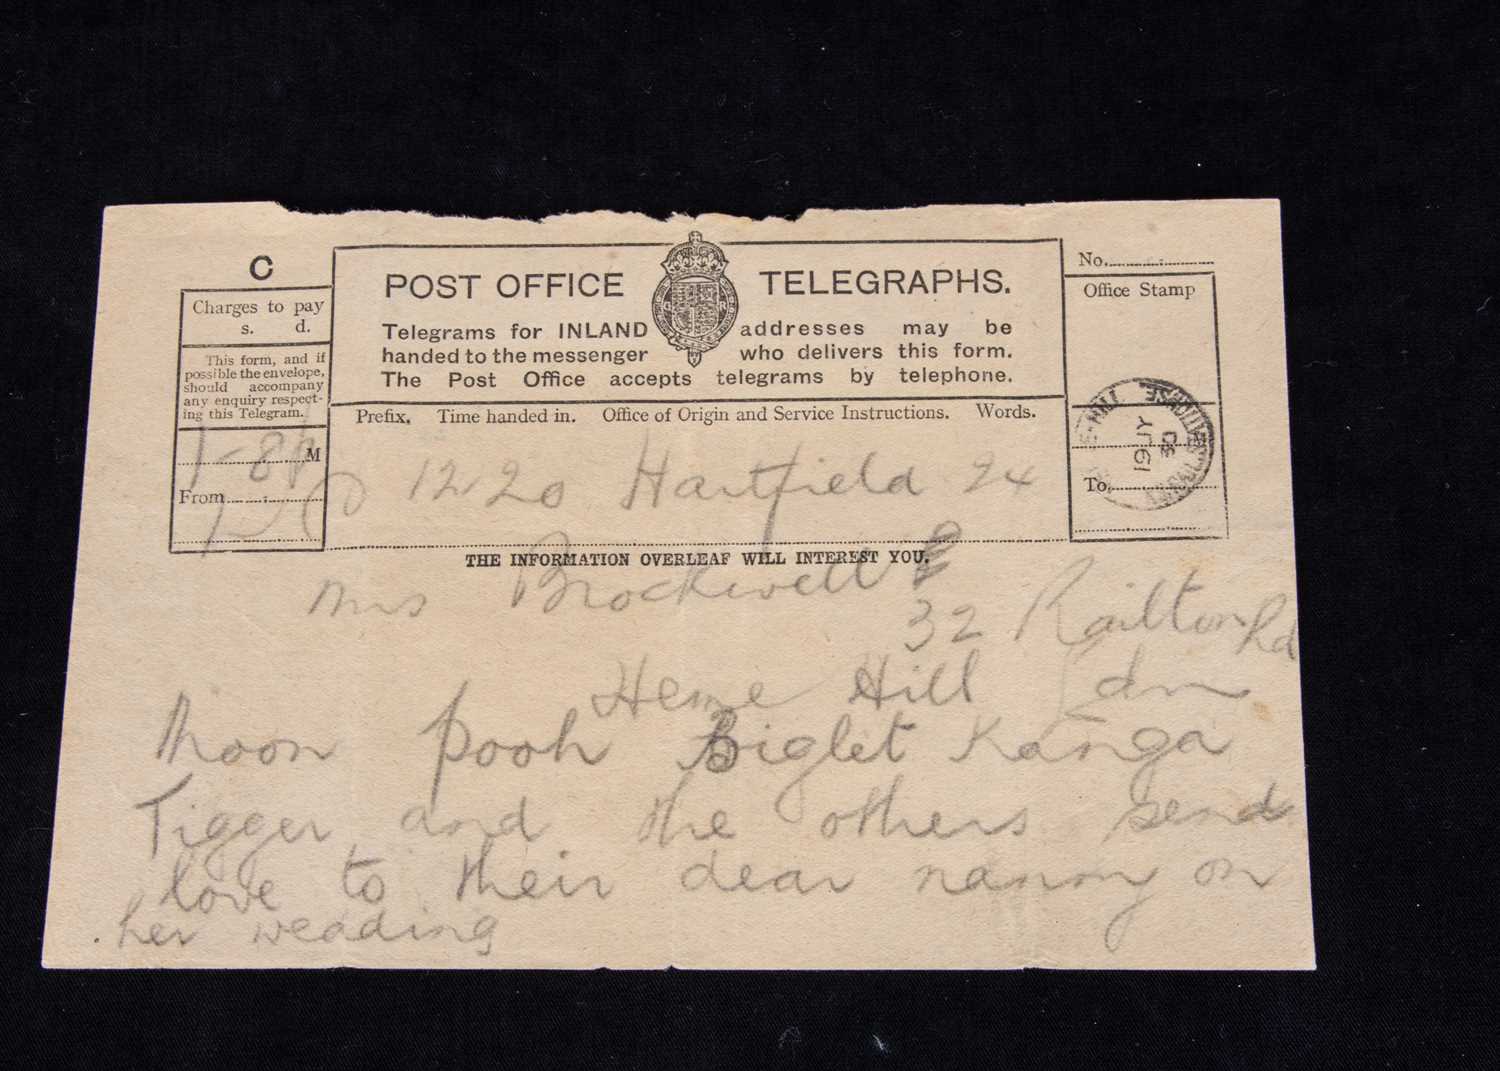 C
Charges to pay
s. d.
This form, and if
possible the envelope,
should accompany
any enquiry respect-
ing this Telegram.
M
From
POST OFFICE TELEGRAPHS.
G R
Telegrams for INLAND addresses may be
handed to the messenger who delivers this form.
The Post Office accepts telegrams by telephone.
Prefix. Time handed in. Office of Origin and Service Instructions. Words.
12 20 Hartfield 24
No.
Office Stamp
19 JY
30
To
THE INFORMATION OVERLEAF WILL INTEREST YOU.
Mrs Brockwell
32 Railton Rd
Herne Hill Ldn
Moon Pooh Piglet Kanga
Tigger and the others send
love to their dear nanny on
her weading